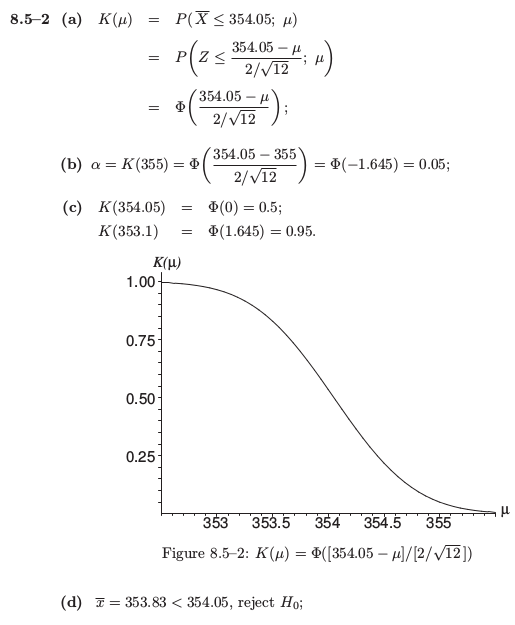 8.5–2 (a) K(μ) = P(X̅ ≤ 354.05; μ)
= P(Z ≤ (354.05 − μ)/(2/√12); μ)
= Φ((354.05 − μ)/(2/√12));
(b) α = K(355) = Φ((354.05 − 355)/(2/√12)) = Φ(−1.645) = 0.05;
(c) K(354.05) = Φ(0) = 0.5;
K(353.1) = Φ(1.645) = 0.95.
K(μ)
1.00
0.75
0.50
0.25
353 353.5 354 354.5 355 μ
Figure 8.5–2: K(μ) = Φ([354.05 − μ]/[2/√12])
(d) x̅ = 353.83 < 354.05, reject H₀;